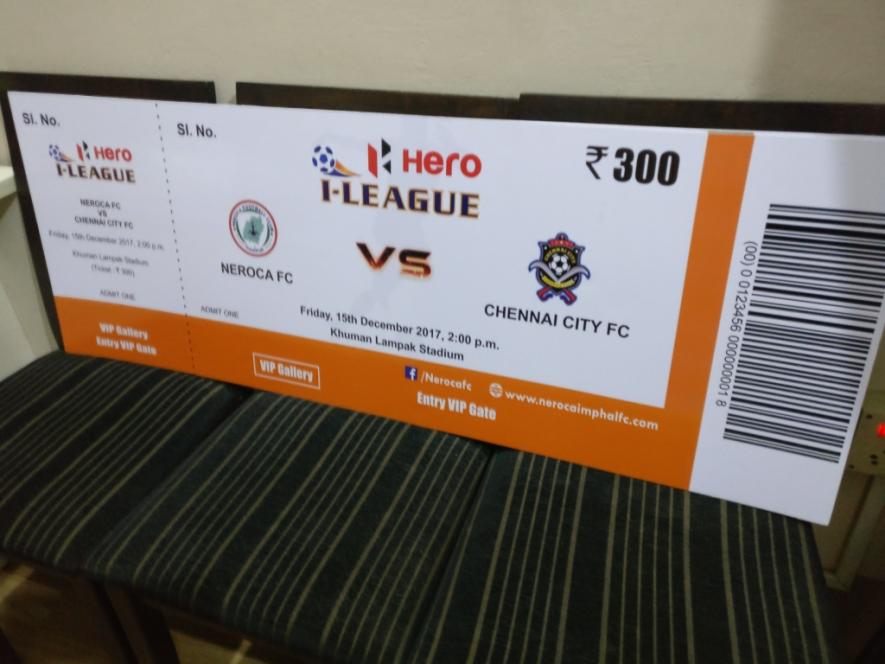 Sl. No.
Hero
I-LEAGUE
NEROCA FC
VS
CHENNAI CITY FC
Friday, 15th December 2017, 2:00 p.m.
Khuman Lampak Stadium
(Ticket : ₹ 300)
ADMIT ONE
VIP Gallery
Entry VIP Gate
Sl. No.
Hero
I-LEAGUE
₹ 300
NEROCA FC
VS
CHENNAI CITY FC
ADMIT ONE
Friday, 15th December 2017, 2:00 p.m.
Khuman Lampak Stadium
VIP Gallery
f /Nerocafc
www.nerocaimphalfc.com
Entry VIP Gate
(00) 0 0123456 000000001 8